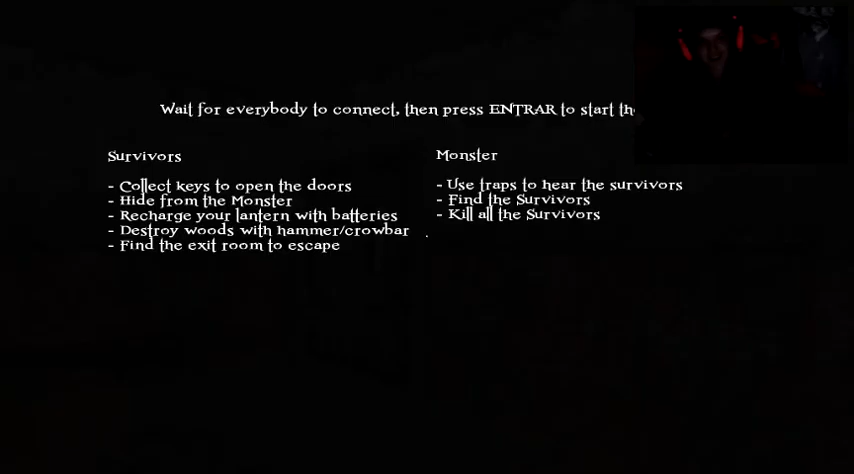 Wait for everybody to connect, then press ENTRAR to start th
Survivors
- Collect keys to open the doors
- Hide from the Monster
- Recharge your lantern with batteries
- Destroy woods with hammer/crowbar
- Find the exit room to escape
Monster
- Use traps to hear the survivors
- Find the Survivors
- Kill all the Survivors